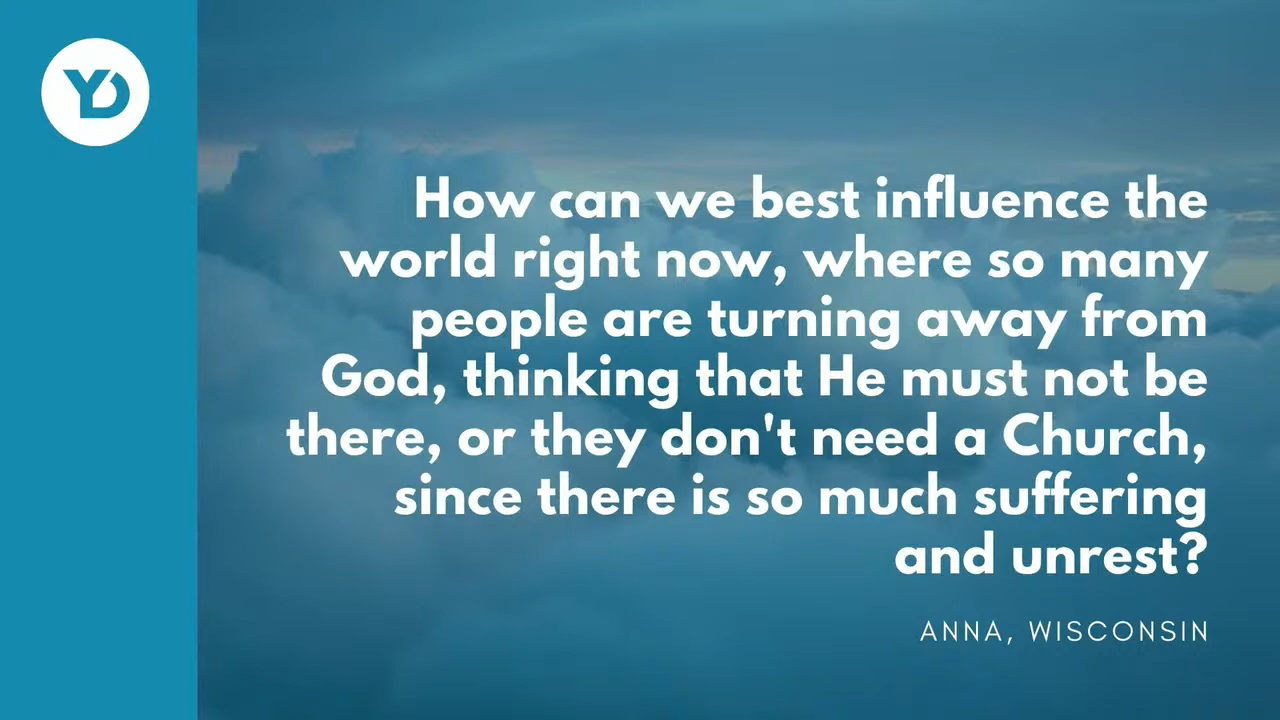 YD
How can we best influence the
world right now, where so many
people are turning away from
God, thinking that He must not be
there, or they don't need a Church,
since there is so much suffering
and unrest?
ANNA, WISCONSIN